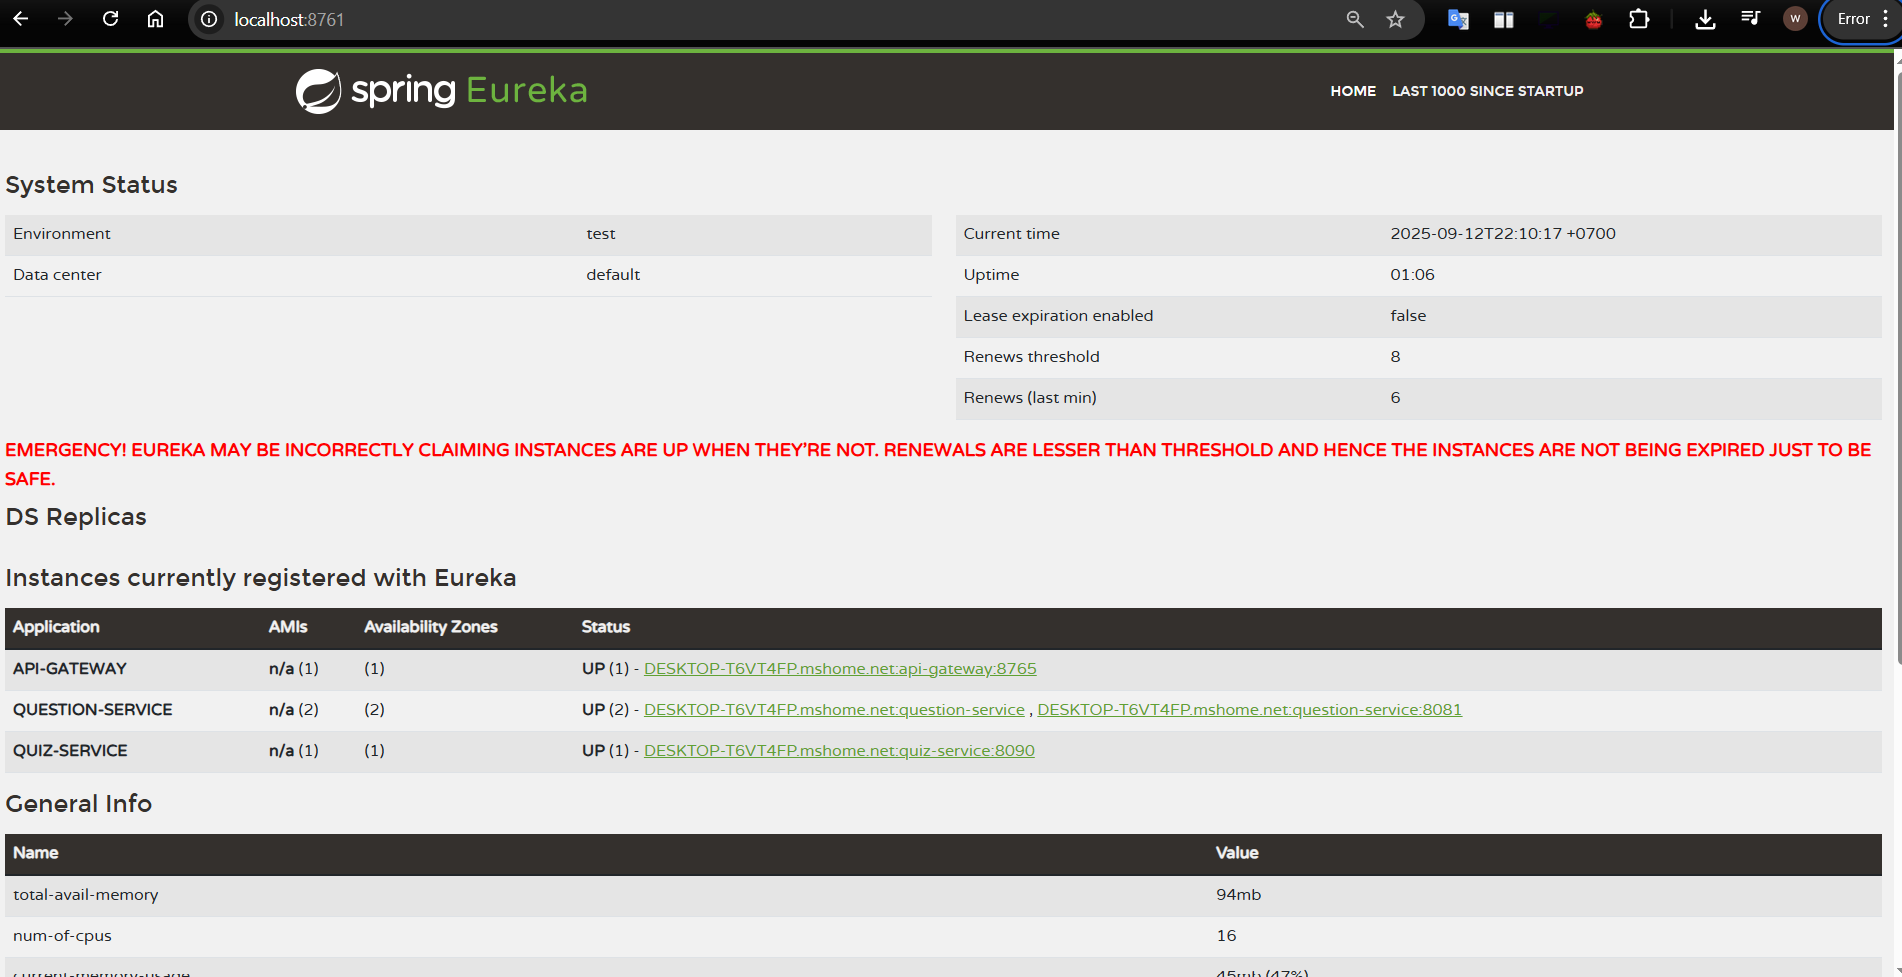 localhost:8761
W
Error
spring Eureka
HOME LAST 1000 SINCE STARTUP
System Status
Environment test
Data center default
Current time 2025-09-12T22:10:17 +0700
Uptime 01:06
Lease expiration enabled false
Renews threshold 8
Renews (last min) 6
EMERGENCY! EUREKA MAY BE INCORRECTLY CLAIMING INSTANCES ARE UP WHEN THEY'RE NOT. RENEWALS ARE LESSER THAN THRESHOLD AND HENCE THE INSTANCES ARE NOT BEING EXPIRED JUST TO BE
SAFE.
DS Replicas
Instances currently registered with Eureka
Application AMIs Availability Zones Status
API-GATEWAY n/a (1) (1) UP (1) - DESKTOP-T6VT4FP.mshome.net:api-gateway:8765
QUESTION-SERVICE n/a (2) (2) UP (2) - DESKTOP-T6VT4FP.mshome.net:question-service , DESKTOP-T6VT4FP.mshome.net:question-service:8081
QUIZ-SERVICE n/a (1) (1) UP (1) - DESKTOP-T6VT4FP.mshome.net:quiz-service:8090
General Info
Name Value
total-avail-memory 94mb
num-of-cpus 16
current-memory-usage 45mb (47%)